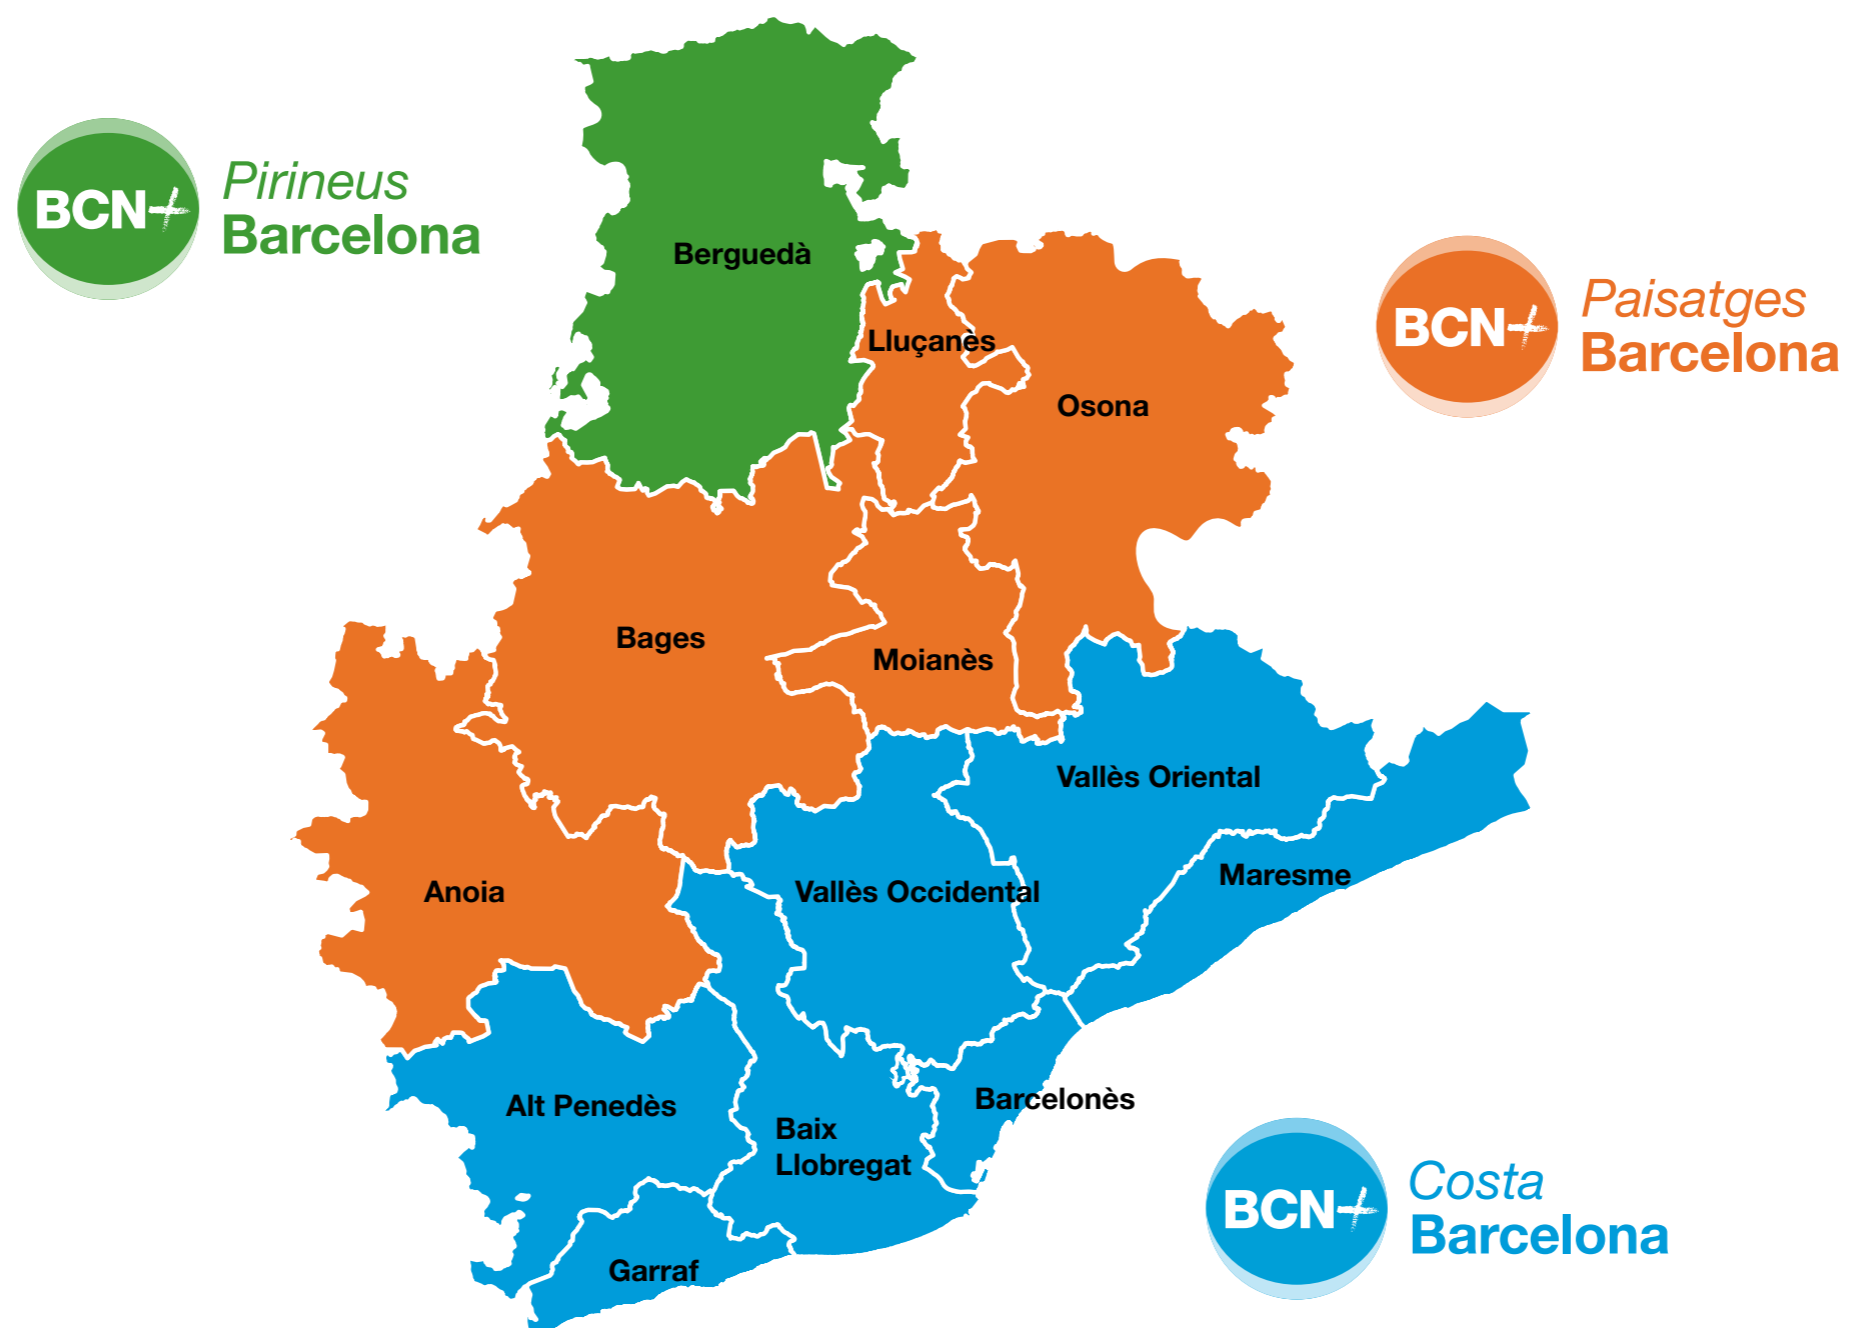 BCN+
Pirineus
Barcelona
Berguedà
BCN+
Paisatges
Barcelona
Lluçanès
Osona
Bages
Moianès
Vallès Oriental
Maresme
Anoia
Vallès Occidental
Alt Penedès
Barcelonès
Baix
Llobregat
Garraf
BCN+
Costa
Barcelona